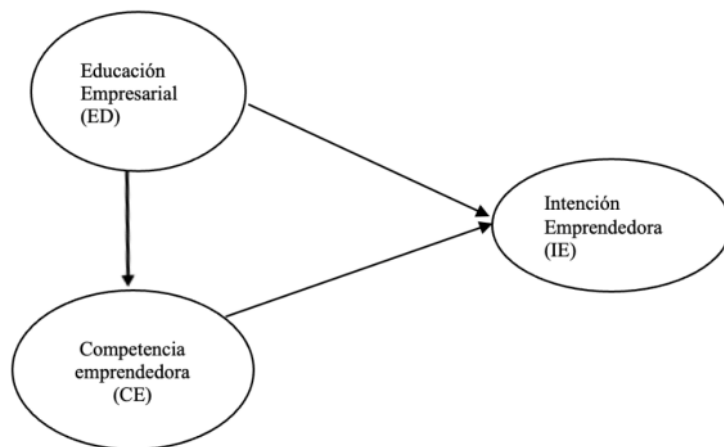 Educación
Empresarial
(ED)
Intención
Emprendedora
(IE)
Competencia
emprendedora
(CE)